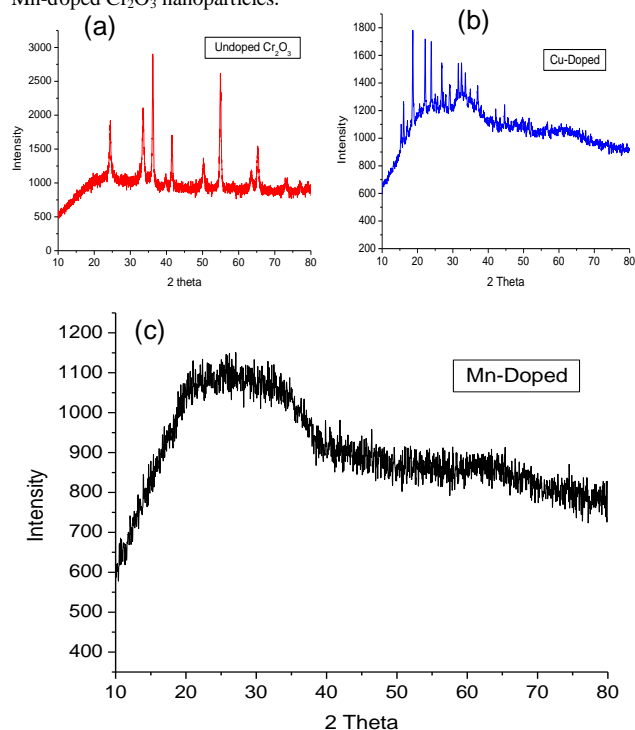 Mn-doped Cr₂O₃ nanoparticles.
(a)
Undoped Cr₂O₃
3000
2500
2000
1500
1000
500
0
Intensity
10 20 30 40 50 60 70 80
2 theta
(b)
Cu-Doped
1800
1600
1400
1200
1000
800
600
400
200
Intensity
10 20 30 40 50 60 70 80
2 Theta
(c)
Mn-Doped
1200
1100
1000
900
800
700
600
500
400
Intensity
10 20 30 40 50 60 70 80
2 Theta